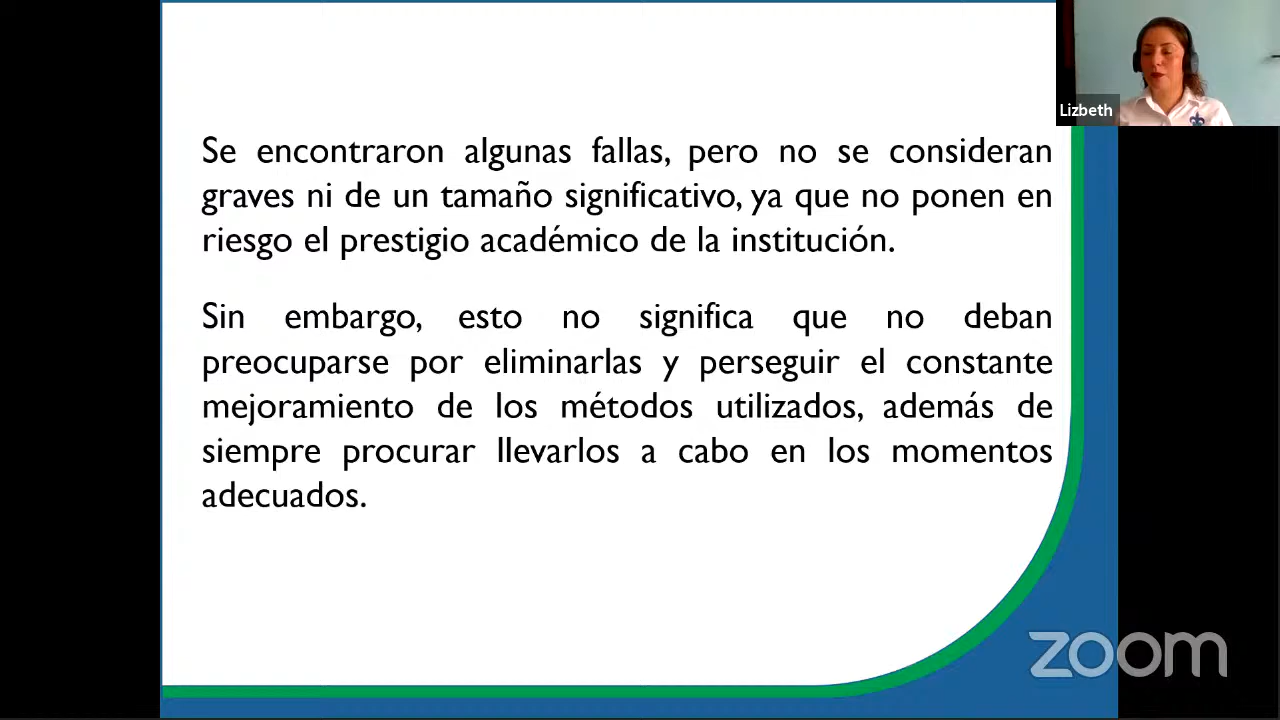 Lizbeth
Se encontraron algunas fallas, pero no se consideran
graves ni de un tamaño significativo, ya que no ponen en
riesgo el prestigio académico de la institución.
Sin embargo, esto no significa que no deban
preocuparse por eliminarlas y perseguir el constante
mejoramiento de los métodos utilizados, además de
siempre procurar llevarlos a cabo en los momentos
adecuados.
zoom